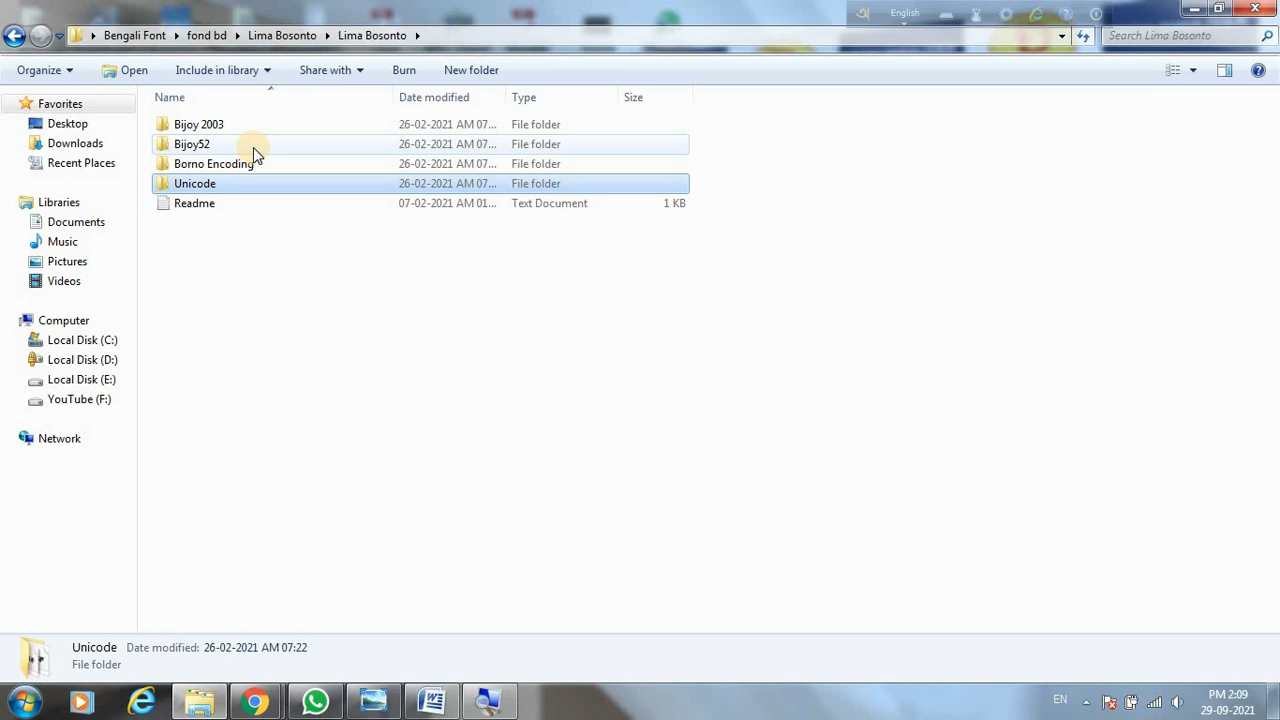 English
Bengali Font fond bd Lima Bosonto Lima Bosonto
Search Lima Bosonto
Organize Open Include in library Share with Burn New folder
Name Date modified Type Size
Favorites
Desktop
Downloads
Recent Places
Libraries
Documents
Music
Pictures
Videos
Computer
Local Disk (C:)
Local Disk (D:)
Local Disk (E:)
YouTube (F:)
Network
Bijoy 2003 26-02-2021 AM 07... File folder
Bijoy52 26-02-2021 AM 07... File folder
Borno Encoding 26-02-2021 AM 07... File folder
Unicode 26-02-2021 AM 07... File folder
Readme 07-02-2021 AM 01... Text Document 1 KB
Unicode Date modified: 26-02-2021 AM 07:22
File folder
EN
PM 2:09
29-09-2021